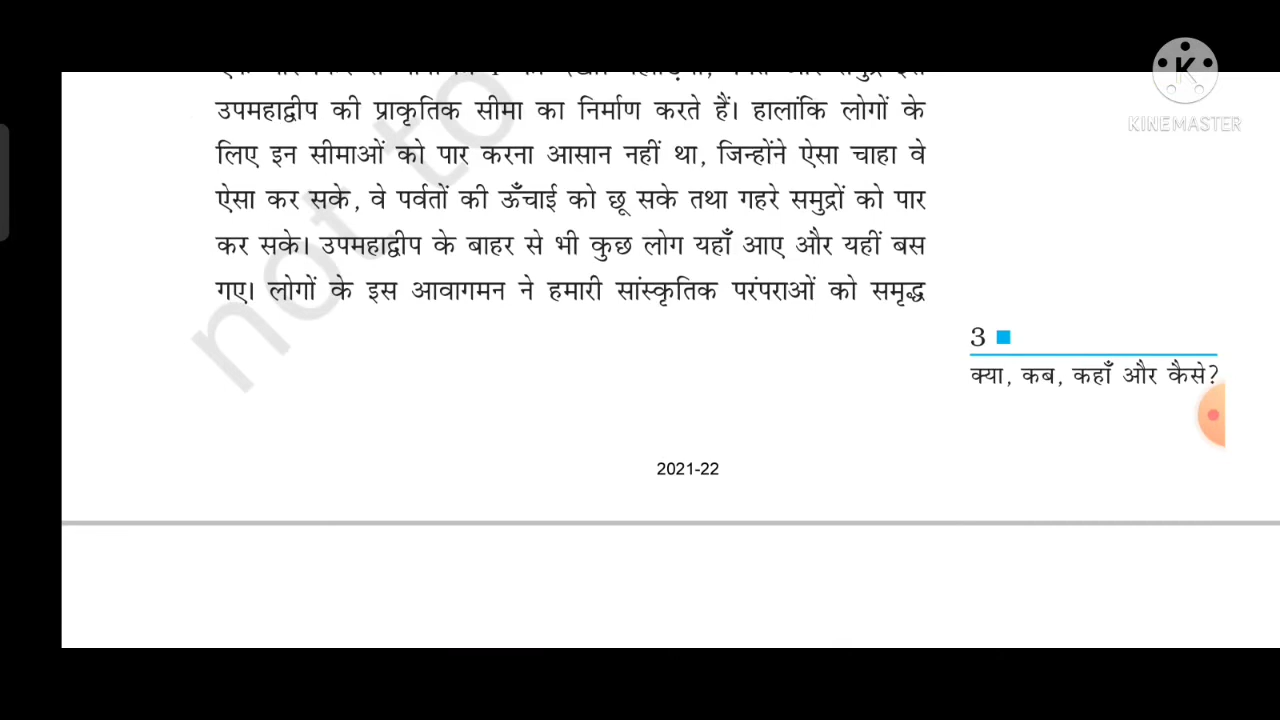 उपमहाद्वीप की प्राकृतिक सीमा का निर्माण करते हैं। हालांकि लोगों के
लिए इन सीमाओं को पार करना आसान नहीं था, जिन्होंने ऐसा चाहा वे
ऐसा कर सके, वे पर्वतों की ऊँचाई को छू सके तथा गहरे समुद्रों को पार
कर सके। उपमहाद्वीप के बाहर से भी कुछ लोग यहाँ आए और यहीं बस
गए। लोगों के इस आवागमन ने हमारी सांस्कृतिक परंपराओं को समृद्ध
not to
3
क्या, कब, कहाँ और कैसे?
2021-22
K
KINEMASTER